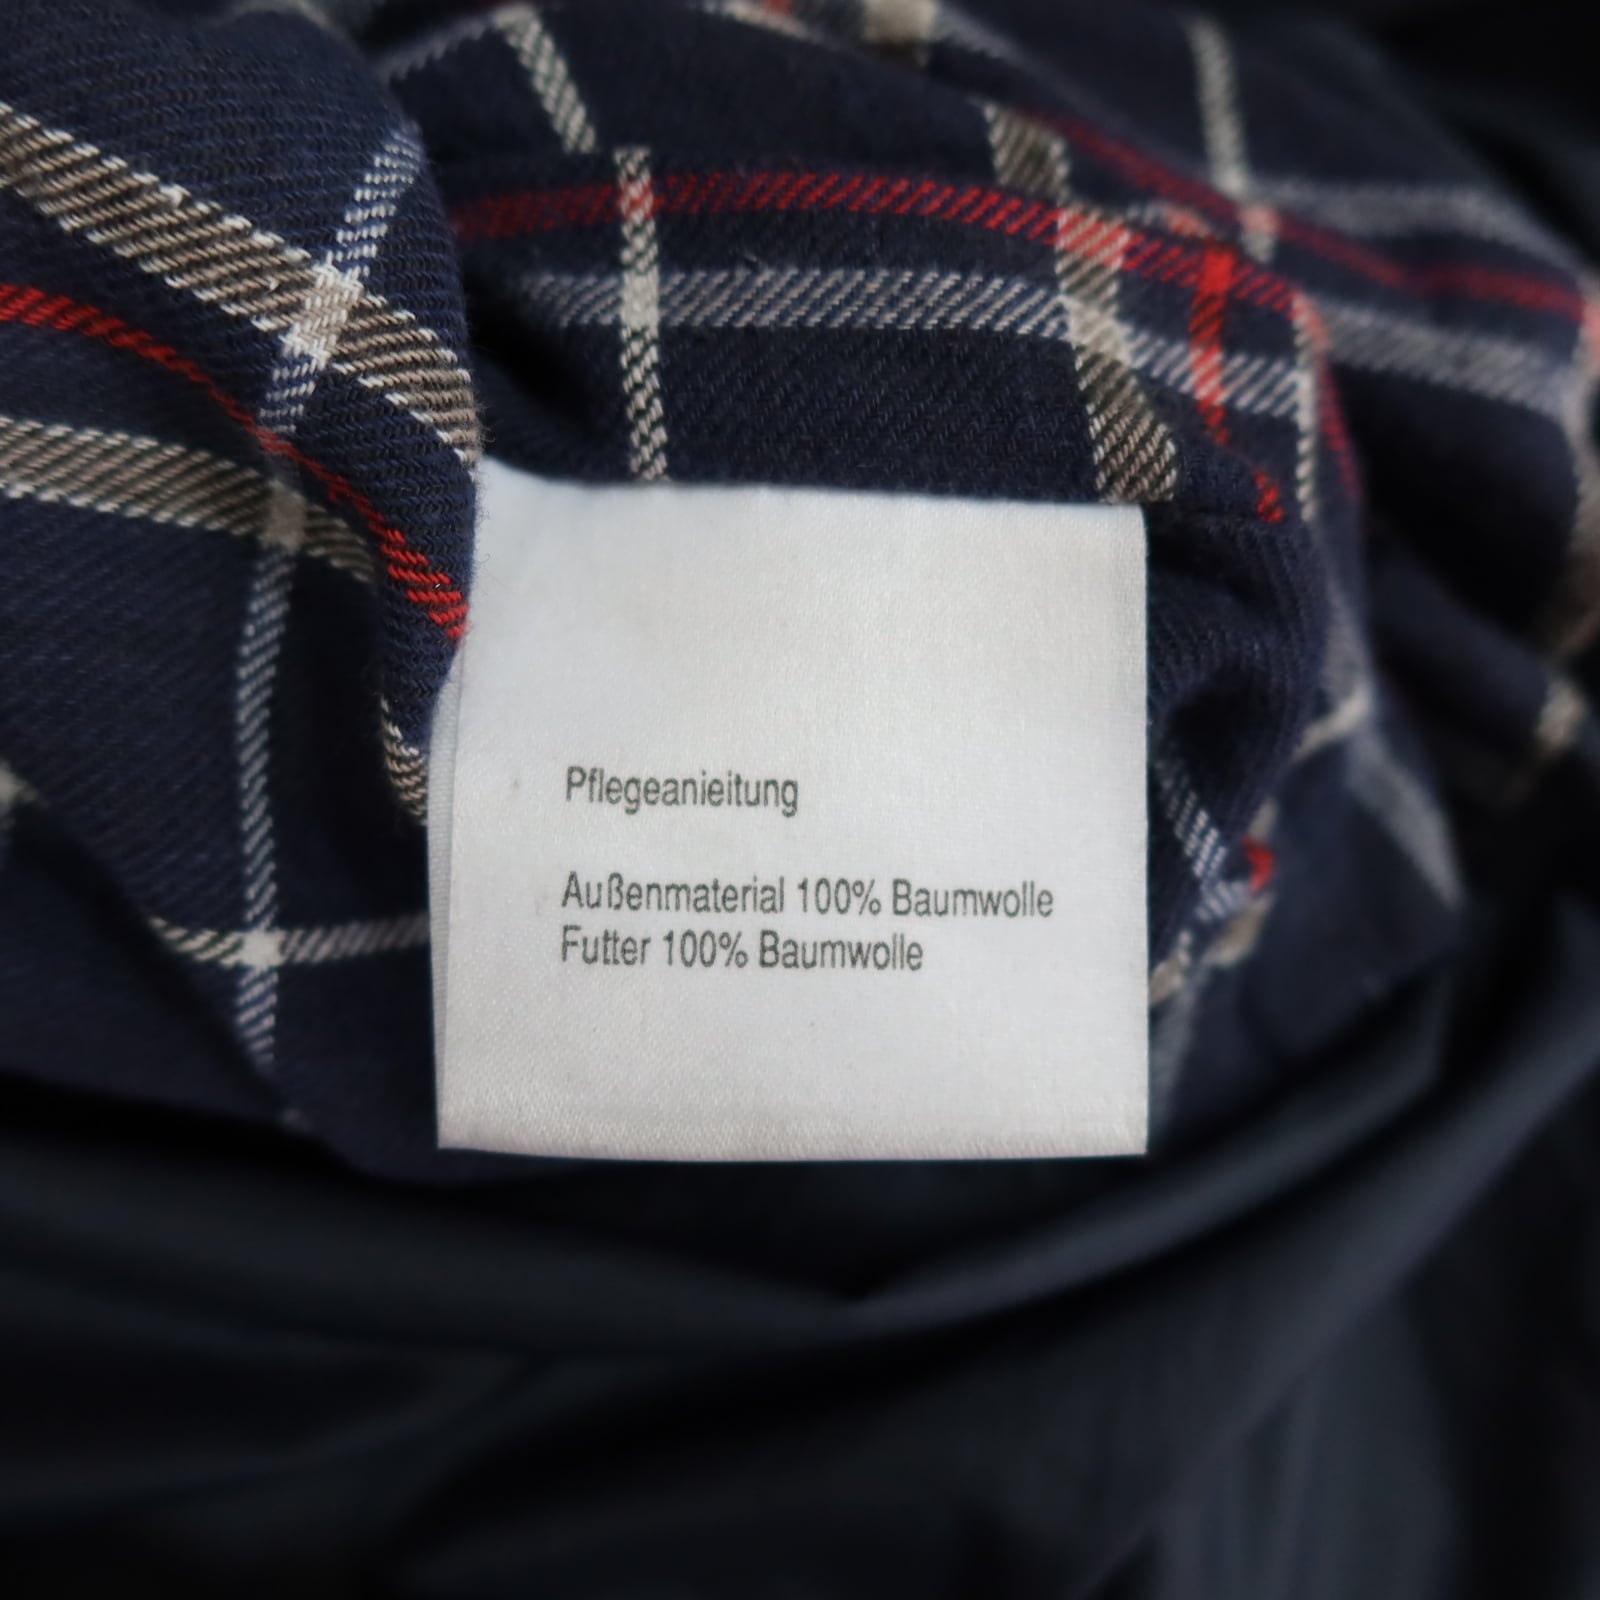 Pflegeanieitung
Außenmaterial 100% Baumwolle
Futter 100% Baumwolle